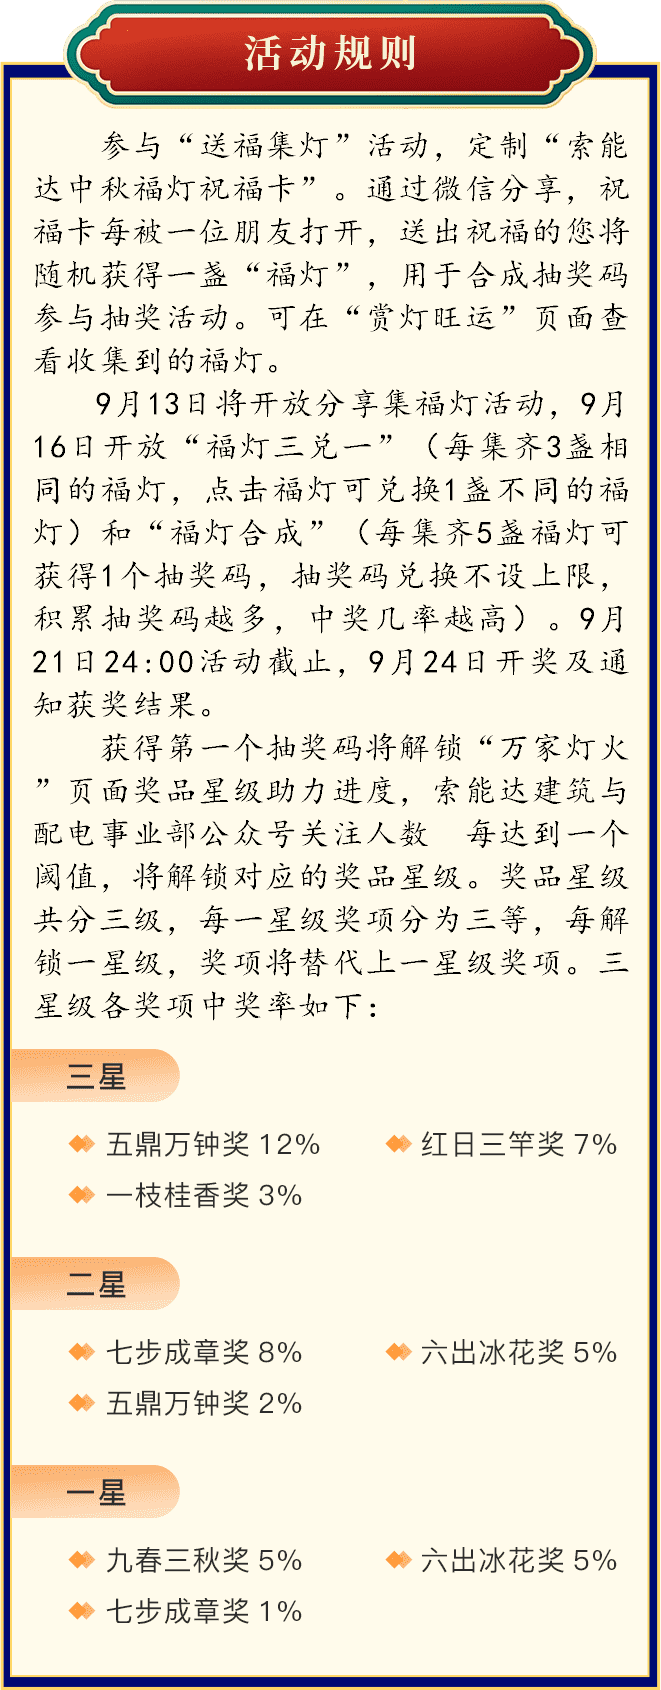 活动规则
参与“送福集灯”活动，定制“索能
达中秋福灯祝福卡”。通过微信分享，祝
福卡每被一位朋友打开，送出祝福的您将
随机获得一盏“福灯”，用于合成抽奖码
参与抽奖活动。可在“赏灯旺运”页面查
看收集到的福灯。
9月13日将开放分享集福灯活动，9月
16日开放“福灯三兑一”（每集齐3盏相
同的福灯，点击福灯可兑换1盏不同的福
灯）和“福灯合成”（每集齐5盏福灯可
获得1个抽奖码，抽奖码兑换不设上限，
积累抽奖码越多，中奖几率越高）。9月
21日24:00活动截止，9月24日开奖及通
知获奖结果。
获得第一个抽奖码将解锁“万家灯火
”页面奖品星级助力进度，索能达建筑与
配电事业部公众号关注人数 每达到一个
阈值，将解锁对应的奖品星级。奖品星级
共分三级，每一星级奖项分为三等，每解
锁一星级，奖项将替代上一星级奖项。三
星级各奖项中奖率如下：
三星
五鼎万钟奖 12% 红日三竿奖 7%
一枝桂香奖 3%
二星
七步成章奖 8% 六出冰花奖 5%
五鼎万钟奖 2%
一星
九春三秋奖 5% 六出冰花奖 5%
七步成章奖 1%